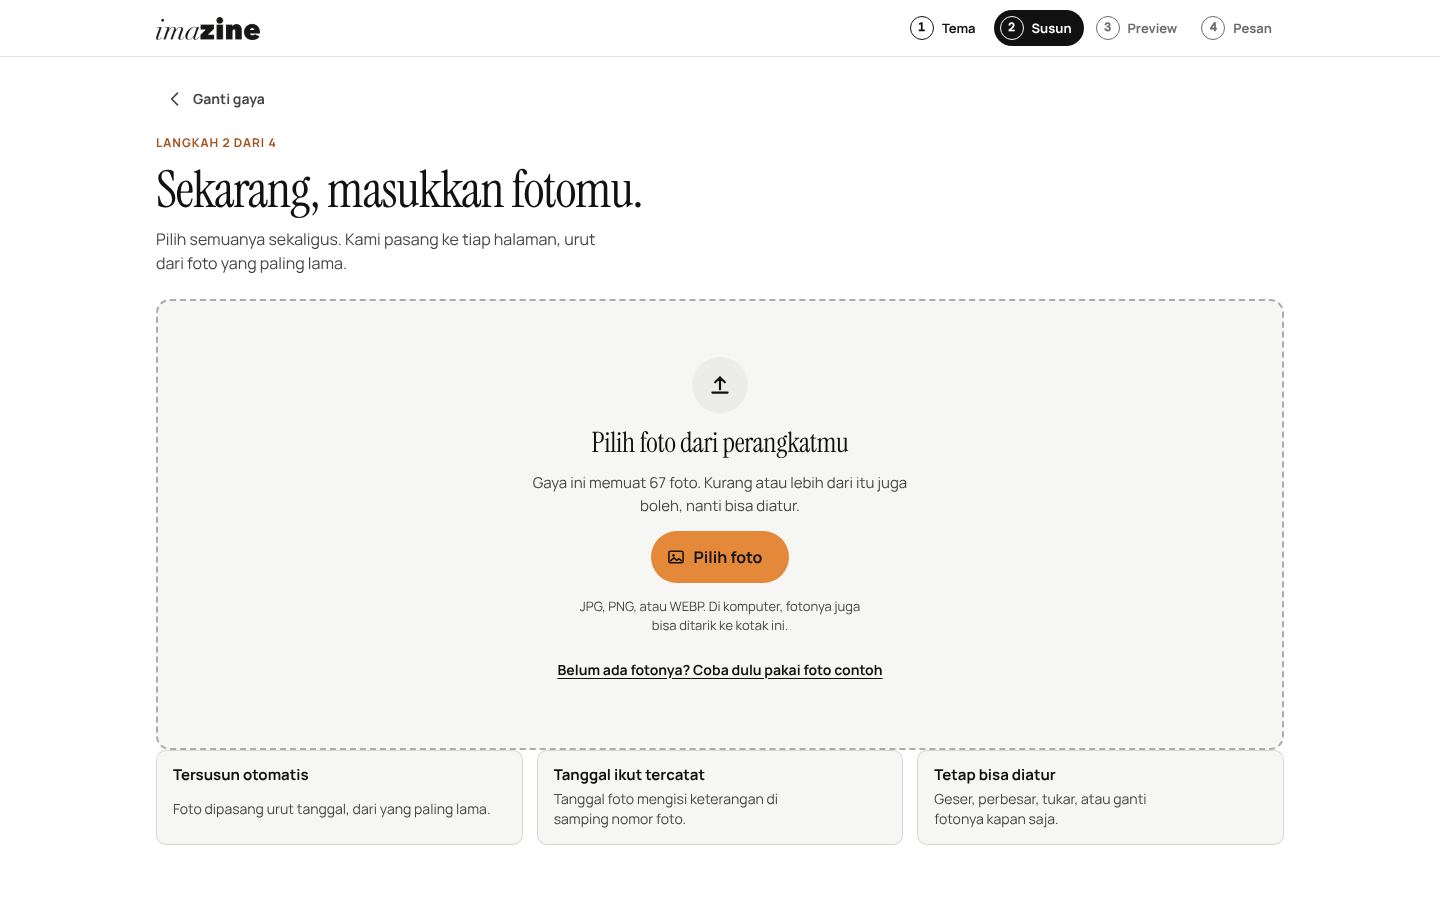 imazine
1 Tema
2 Susun
3 Preview
4 Pesan
Ganti gaya
LANGKAH 2 DARI 4
Sekarang, masukkan fotomu.
Pilih semuanya sekaligus. Kami pasang ke tiap halaman, urut
dari foto yang paling lama.
Pilih foto dari perangkatmu
Gaya ini memuat 67 foto. Kurang atau lebih dari itu juga
boleh, nanti bisa diatur.
Pilih foto
JPG, PNG, atau WEBP. Di komputer, fotonya juga
bisa ditarik ke kotak ini.
Belum ada fotonya? Coba dulu pakai foto contoh
Tersusun otomatis
Foto dipasang urut tanggal, dari yang paling lama.
Tanggal ikut tercatat
Tanggal foto mengisi keterangan di
samping nomor foto.
Tetap bisa diatur
Geser, perbesar, tukar, atau ganti
fotonya kapan saja.